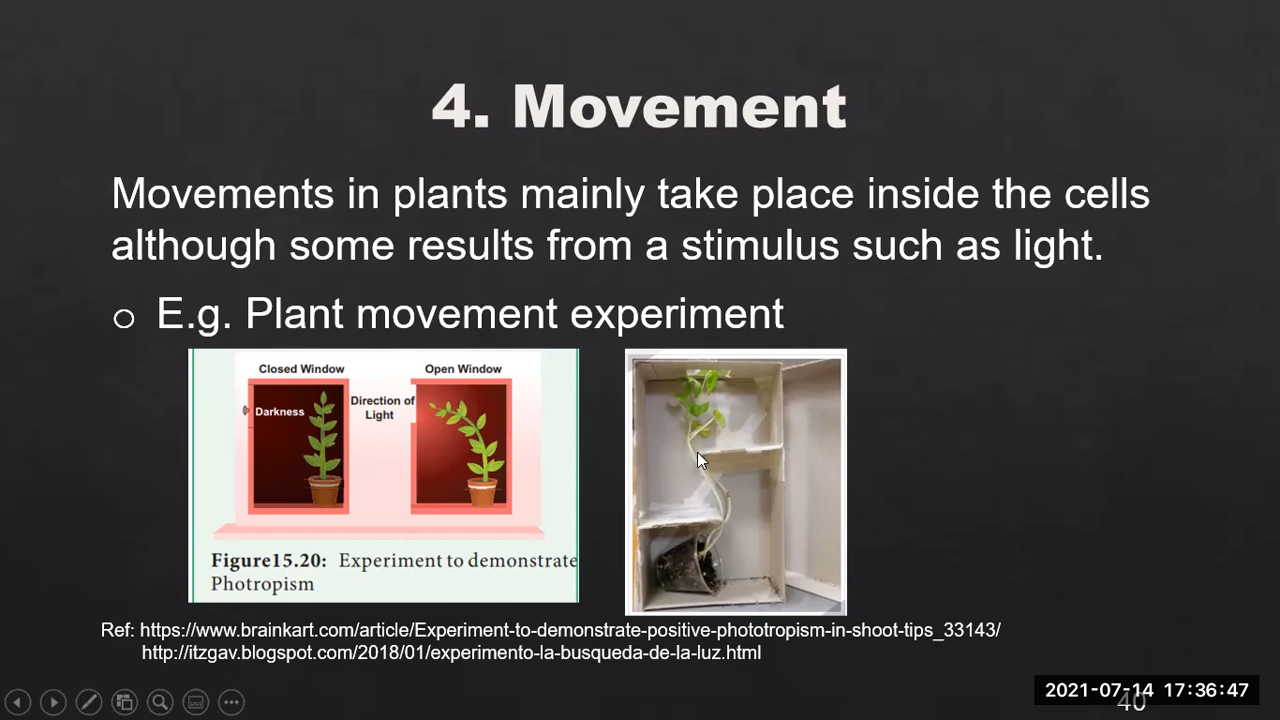 4. Movement
Movements in plants mainly take place inside the cells
although some results from a stimulus such as light.
E.g. Plant movement experiment
Closed Window
Open Window
Darkness
Direction of
Light
Figure15.20: Experiment to demonstrate
Photropism
Ref: https://www.brainkart.com/article/Experiment-to-demonstrate-positive-phototropism-in-shoot-tips_33143/
http://itzgav.blogspot.com/2018/01/experimento-la-busqueda-de-la-luz.html
2021-07-14 17:36:47
40